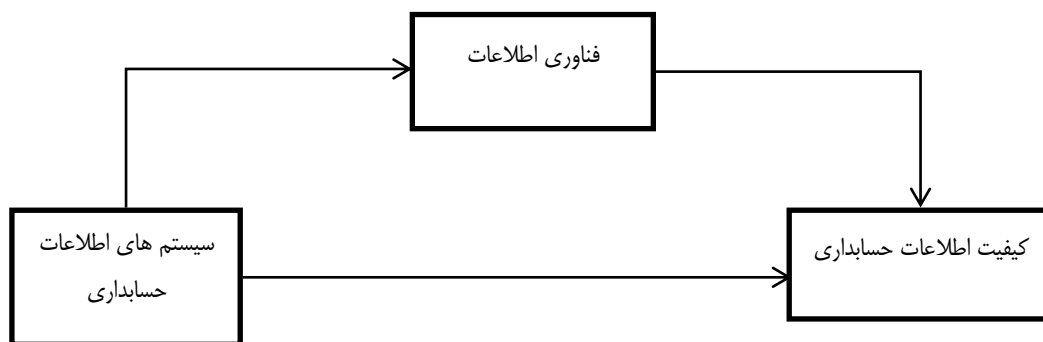 فناوری اطلاعات
سیستم های اطلاعات
حسابداری
کیفیت اطلاعات حسابداری